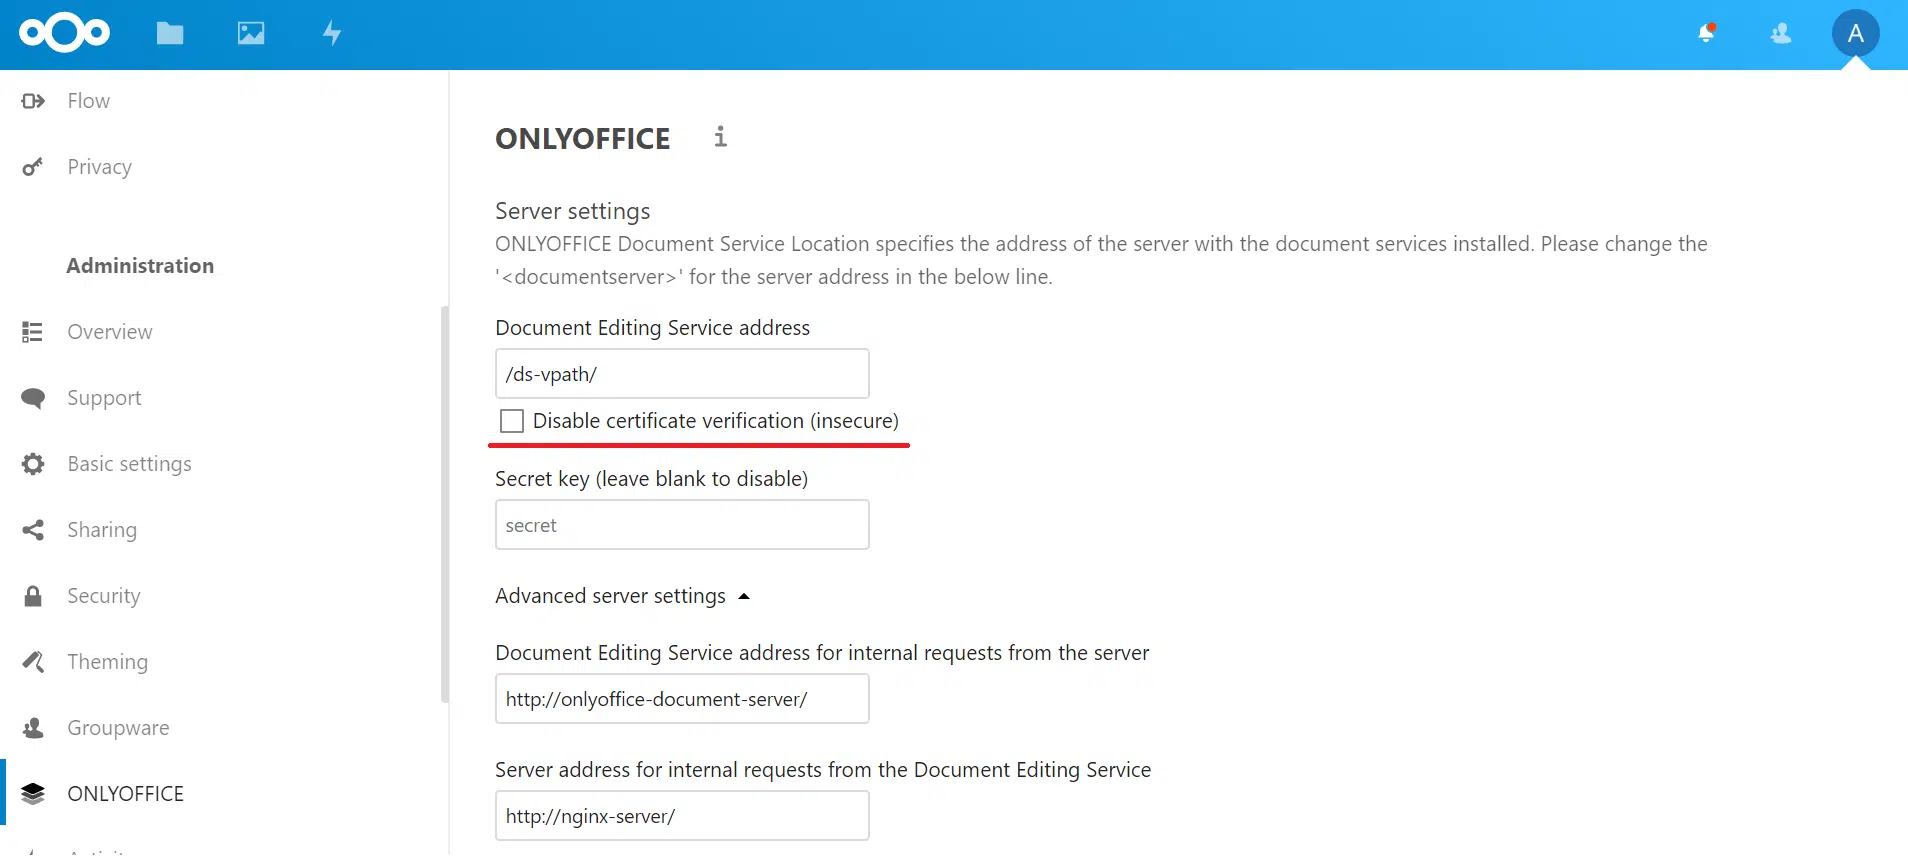 A
Flow
Privacy
Administration
Overview
Support
Basic settings
Sharing
Security
Theming
Groupware
ONLYOFFICE
ONLYOFFICE
Server settings
ONLYOFFICE Document Service Location specifies the address of the server with the document services installed. Please change the
'<documentserver>' for the server address in the below line.
Document Editing Service address
/ds-vpath/
Disable certificate verification (insecure)
Secret key (leave blank to disable)
secret
Advanced server settings
Document Editing Service address for internal requests from the server
http://onlyoffice-document-server/
Server address for internal requests from the Document Editing Service
http://nginx-server/